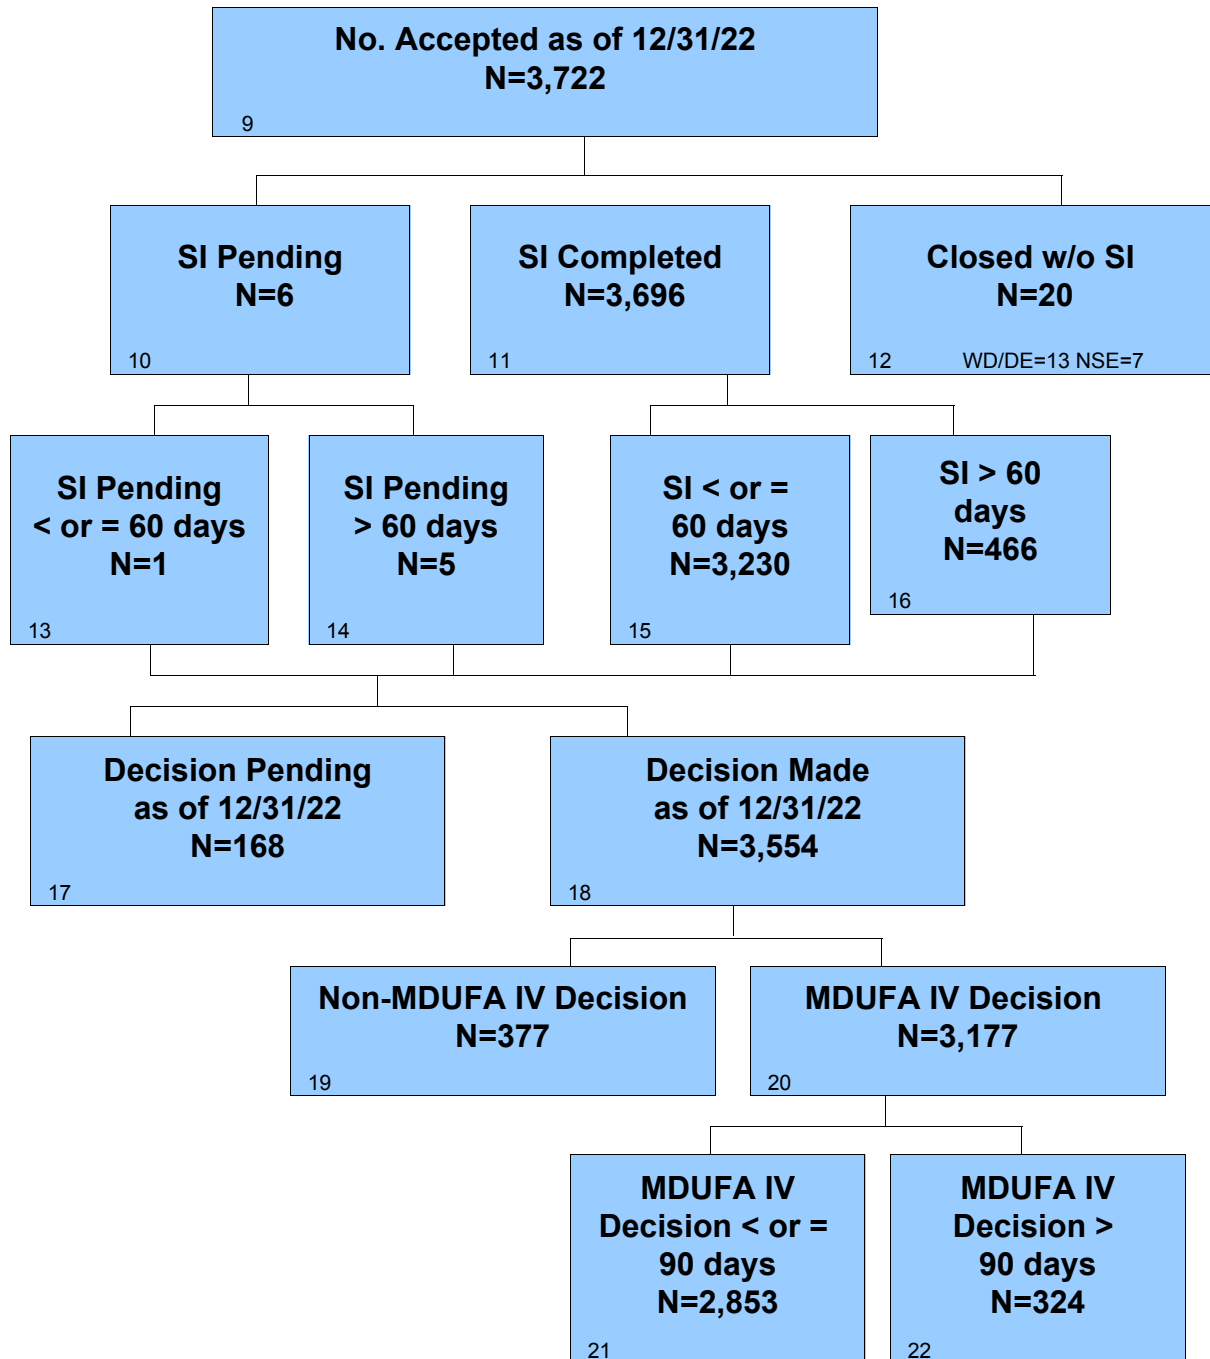 No. Accepted as of 12/31/22
N=3,722
9
SI Pending
N=6
10
SI Completed
N=3,696
11
Closed w/o SI
N=20
12 WD/DE=13 NSE=7
SI Pending
< or = 60 days
N=1
13
SI Pending
> 60 days
N=5
14
SI < or =
60 days
N=3,230
15
SI > 60
days
N=466
16
Decision Pending
as of 12/31/22
N=168
17
Decision Made
as of 12/31/22
N=3,554
18
Non-MDUFA IV Decision
N=377
19
MDUFA IV Decision
N=3,177
20
MDUFA IV
Decision < or =
90 days
N=2,853
21
MDUFA IV
Decision >
90 days
N=324
22